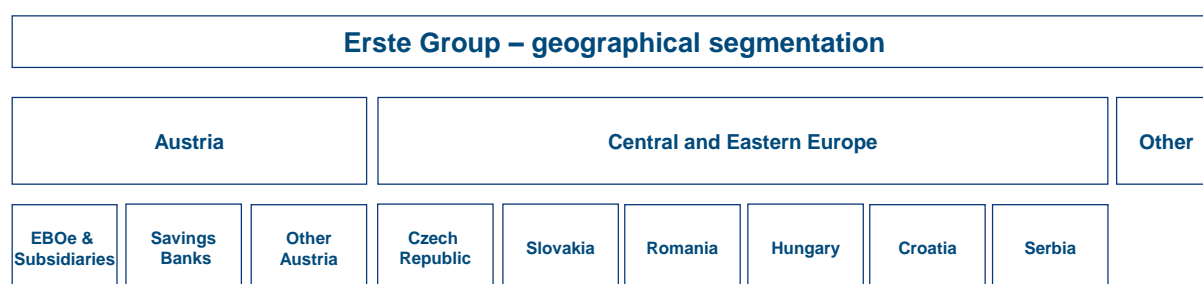 Erste Group – geographical segmentation
Austria
Central and Eastern Europe
Other
EBOe &
Subsidiaries
Savings
Banks
Other
Austria
Czech
Republic
Slovakia
Romania
Hungary
Croatia
Serbia